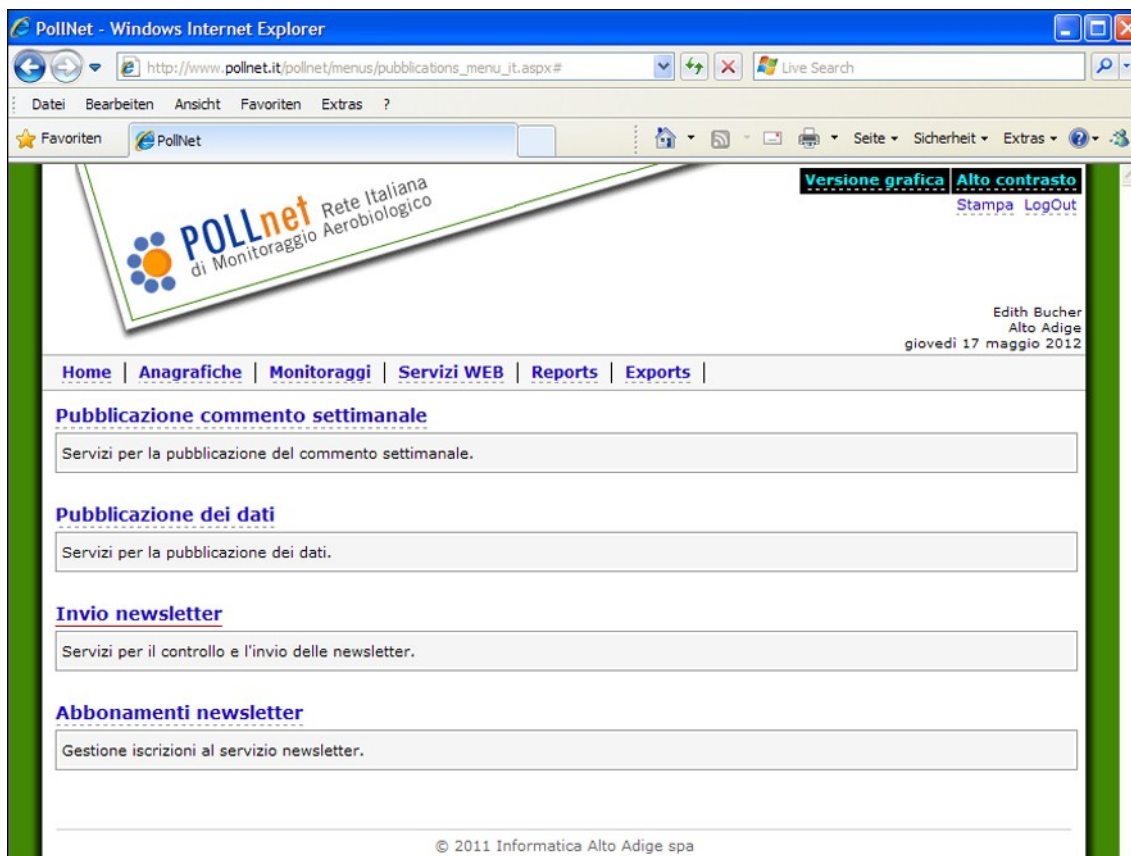 PollNet - Windows Internet Explorer
http://www.pollnet.it/pollnet/menus/pubblications_menu_it.aspx#
Live Search
Datei Bearbeiten Ansicht Favoriten Extras ?
Favoriten
PollNet
Seite Sicherheit Extras
Versione grafica Alto contrasto
Stampa LogOut
POLLnet Rete Italiana
di Monitoraggio Aerobiologico
Edith Bucher
Alto Adige
giovedì 17 maggio 2012
Home | Anagrafiche | Monitoraggi | Servizi WEB | Reports | Exports |
Pubblicazione commento settimanale
Servizi per la pubblicazione del commento settimanale.
Pubblicazione dei dati
Servizi per la pubblicazione dei dati.
Invio newsletter
Servizi per il controllo e l'invio delle newsletter.
Abbonamenti newsletter
Gestione iscrizioni al servizio newsletter.
© 2011 Informatica Alto Adige spa